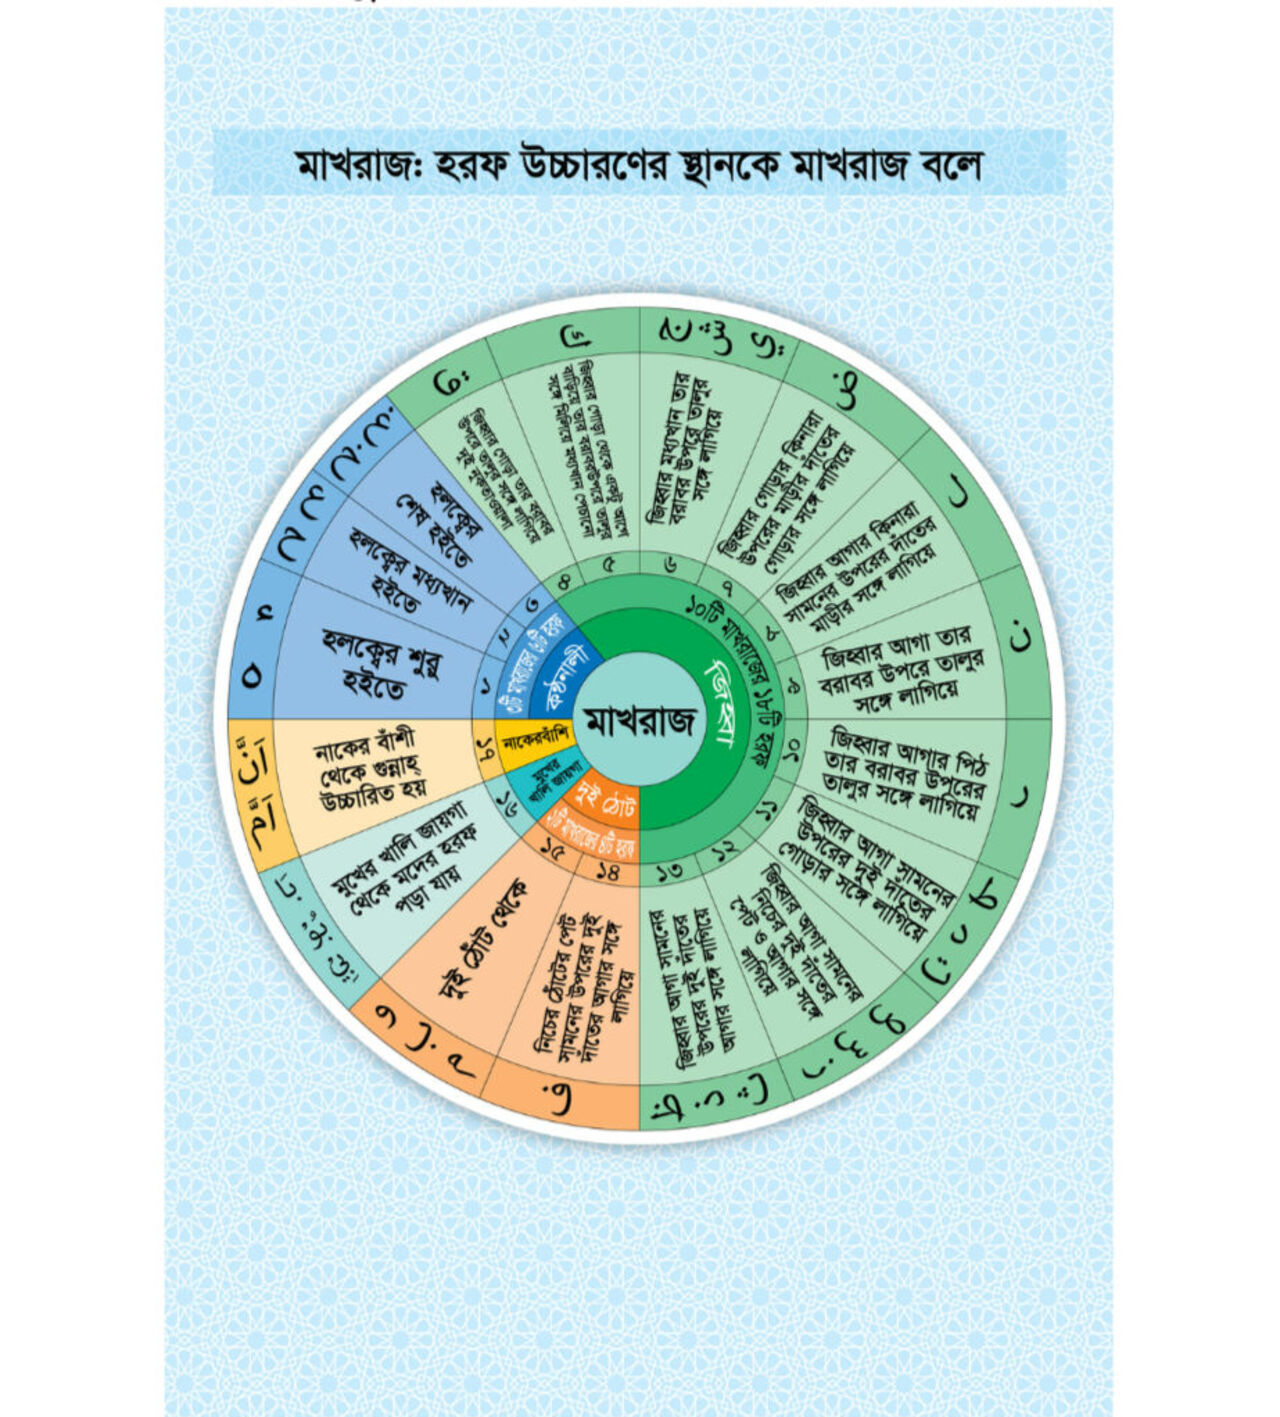 মাখরাজ: হরফ উচ্চারণের স্থানকে মাখরাজ বলে
মাখরাজ
কণ্ঠনালী
৩টি মাখরাজের ৬টি হরফ
১
হলক্বের শুরু
হইতে
ء ه
২
হলক্বের মধ্যখান
হইতে
ع ح
৩
হলক্বের
শেষ হইতে
غ خ
জিহ্বা
১০টি মাখরাজের ১৮টি হরফ
৪
জিহ্বার গোড়া তার বরাবর
উপরে তালুর সঙ্গে লাগিয়ে
দুই নুকতাওয়ালা
ق
৫
জিহ্বার গোড়া থেকে একটু আগে
বাড়িয়ে তার বরাবরউপরে তালুর
সঙ্গে মিলিয়ে মধ্যখান পেচানো
ك
৬
জিহ্বার মধ্যখান তার
বরাবর উপরে তালুর
সঙ্গে লাগিয়ে
ج ش ي
৭
জিহ্বার গোড়ার কিনারা
উপরের মাড়ীর দাঁতের
গোড়ার সঙ্গে লাগিয়ে
ض
৮
জিহ্বার আগার কিনারা
সামনের উপরের দাঁতের
মাড়ীর সঙ্গে লাগিয়ে
ل
৯
জিহ্বার আগা তার
বরাবর উপরে তালুর
সঙ্গে লাগিয়ে
ن
১০
জিহ্বার আগার পিঠ
তার বরাবর উপরের
তালুর সঙ্গে লাগিয়ে
ر
১১
জিহ্বার আগা সামনের
উপরের দুই দাঁতের
গোড়ার সঙ্গে লাগিয়ে
ط د ت
১২
জিহ্বার আগা সামনের
নিচের দুই দাঁতের
পেট ও আগার সঙ্গে
লাগিয়ে
ص س ز
১৩
জিহ্বার আগা সামনের
উপরের দুই দাঁতের
আগার সঙ্গে লাগিয়ে
ظ ذ ث
দুই ঠোট
২টি মাখরাজের ৪টি হরফ
১৪
নিচের ঠোঁটের পেট
সামনের উপরের দুই
দাঁতের আগার সঙ্গে
লাগিয়ে
ف
১৫
দুই ঠোঁট থেকে
و ب م
মুখের
খালি জায়গা
১৬
মুখের খালি জায়গা
থেকে মদের হরফ
পড়া যায়
নাকেরবাঁশি
১৭
নাকের বাঁশী
থেকে গুন্নাহ্
উচ্চারিত হয়
اَنَّ اَمَّ